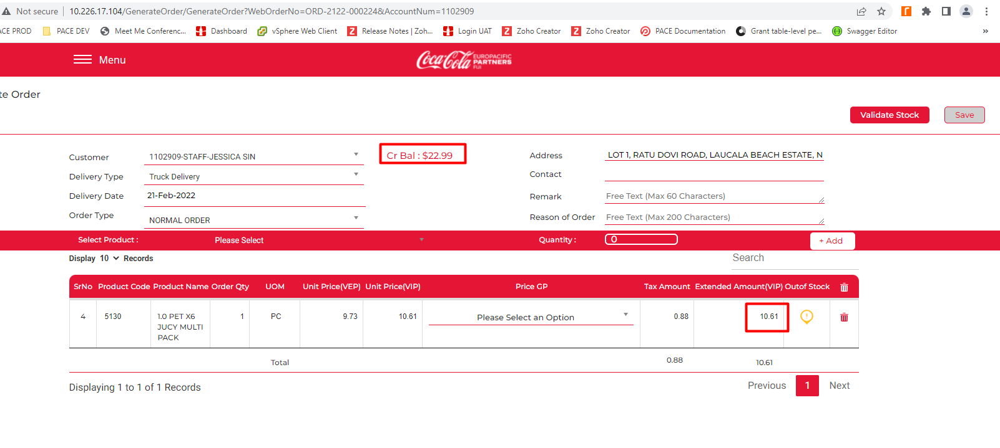 Not secure | 10.226.17.104/GenerateOrder/GenerateOrder?WebOrderNo=ORD-2122-000224&AccountNum=1102909
ACE PROD PACE DEV Meet Me Conferenc... Dashboard vSphere Web Client Release Notes | Zoh... Login UAT Zoho Creator Zoho Creator PACE Documentation Grant table-level pe... Swagger Editor »
Menu Coca-Cola EUROPACIFIC PARTNERS FIJI
te Order
Validate Stock Save
Customer 1102909-STAFF-JESSICA SIN Cr Bal : $22.99 Address LOT 1, RATU DOVI ROAD, LAUCALA BEACH ESTATE, N
Delivery Type Truck Delivery Contact
Delivery Date 21-Feb-2022 Remark Free Text (Max 60 Characters)
Order Type NORMAL ORDER Reason of Order Free Text (Max 200 Characters)
Select Product : Please Select Quantity : 0 + Add
Display 10 Records Search
SrNo Product Code Product Name Order Qty UOM Unit Price(VEP) Unit Price(VIP) Price GP Tax Amount Extended Amount(VIP) Outof Stock
4 5130 1.0 PET X6 1 PC 9.73 10.61 Please Select an Option 0.88 10.61
JUCY MULTI
PACK
Total 0.88 10.61
Displaying 1 to 1 of 1 Records Previous 1 Next